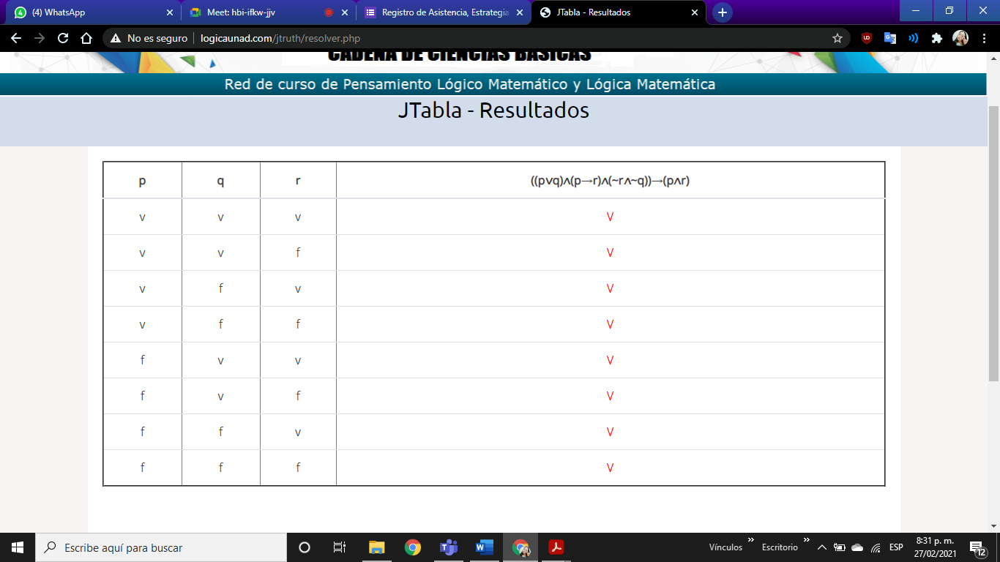 (4) WhatsApp
Meet: hbi-ifkw-jjv
Registro de Asistencia, Estrategia
JTabla - Resultados
No es seguro
logicaunad.com/jtruth/resolver.php
CADENA DE CIENCIAS BÁSICAS
Red de curso de Pensamiento Lógico Matemático y Lógica Matemática
JTabla - Resultados
p q r ((p∨q)∧(p→r)∧(~r∧~q))→(p∧r)
v v v V
v v f V
v f v V
v f f V
f v v V
f v f V
f f v V
f f f V
Escribe aquí para buscar
Vínculos
Escritorio
ESP
8:31 p. m.
27/02/2021
12